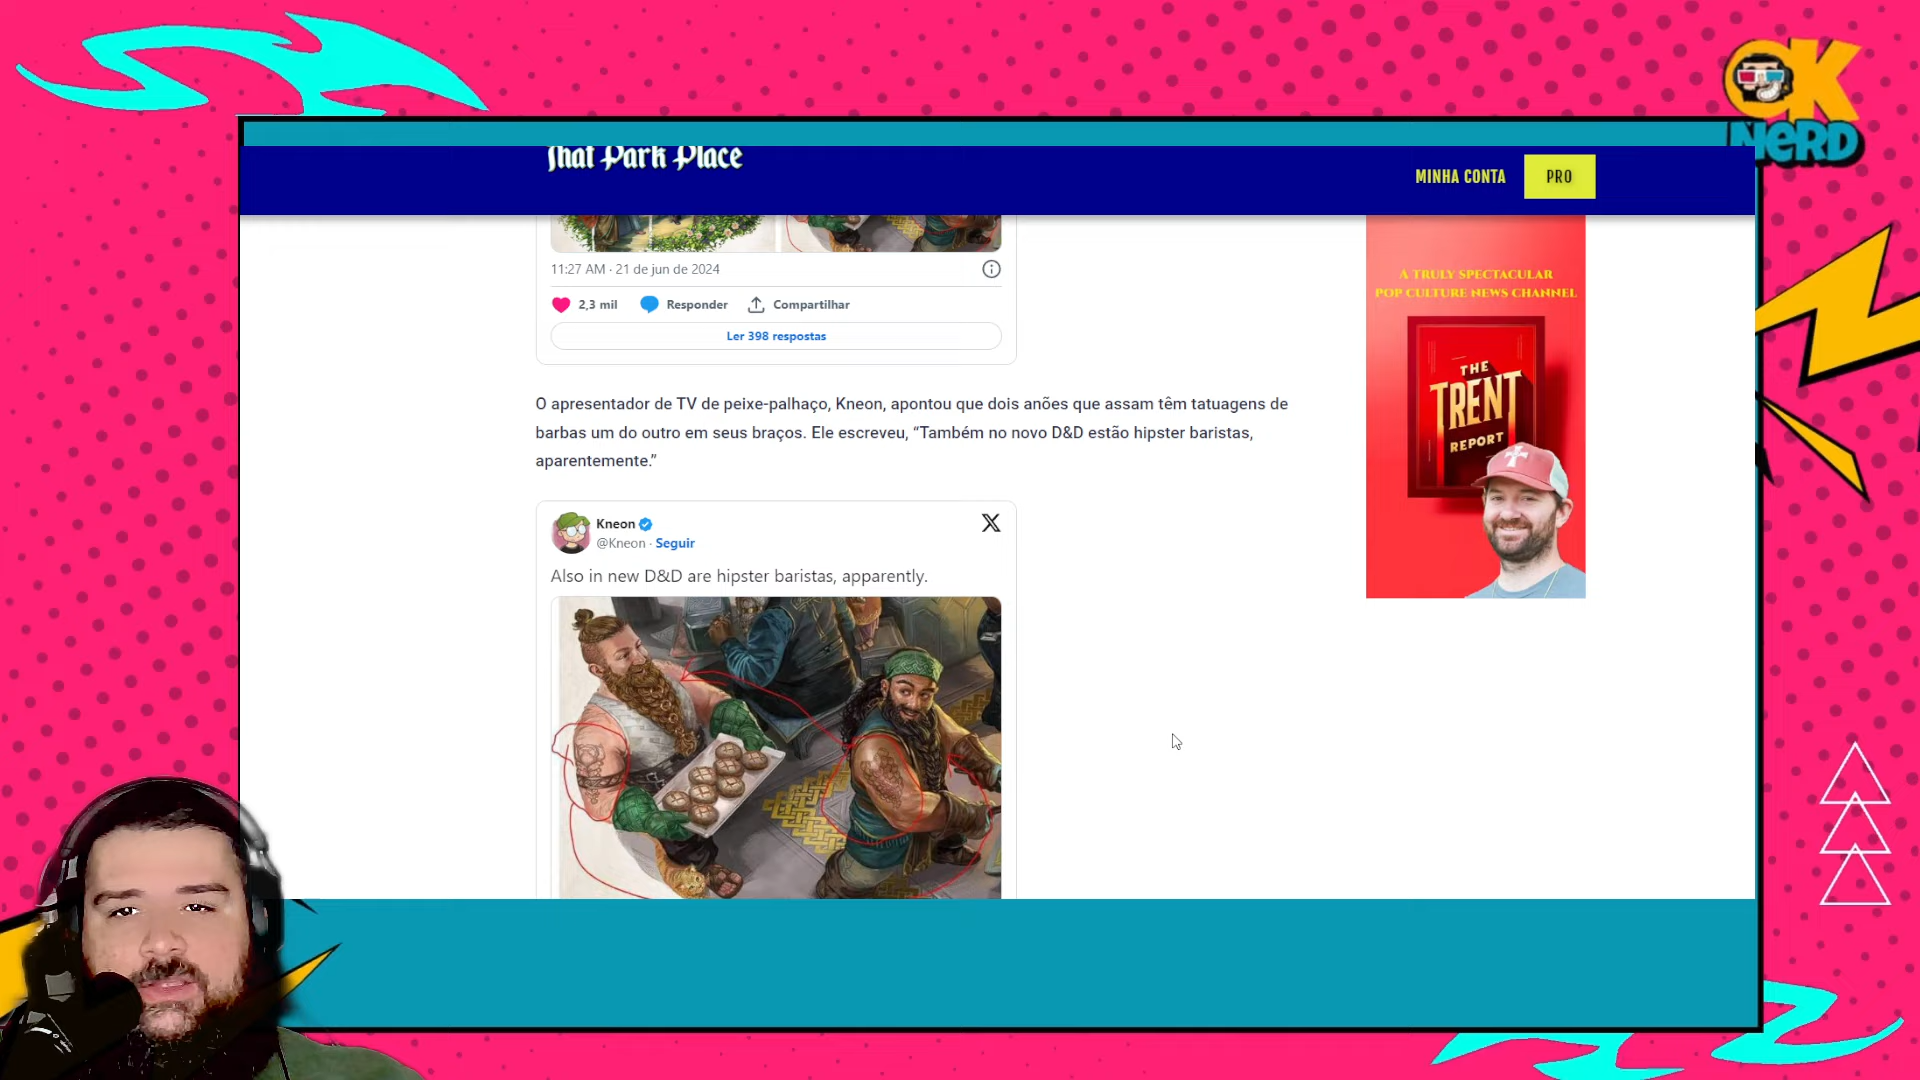 OK
NERD
That Park Place
MINHA CONTA
PRO
11:27 AM · 21 de jun de 2024
2,3 mil
Responder
Compartilhar
Ler 398 respostas
O apresentador de TV de peixe-palhaço, Kneon, apontou que dois anões que assam têm tatuagens de
barbas um do outro em seus braços. Ele escreveu, “Também no novo D&D estão hipster baristas,
aparentemente.”
Kneon
@Kneon · Seguir
X
Also in new D&D are hipster baristas, apparently.
A TRULY SPECTACULAR
POP CULTURE NEWS CHANNEL
THE
TRENT
REPORT